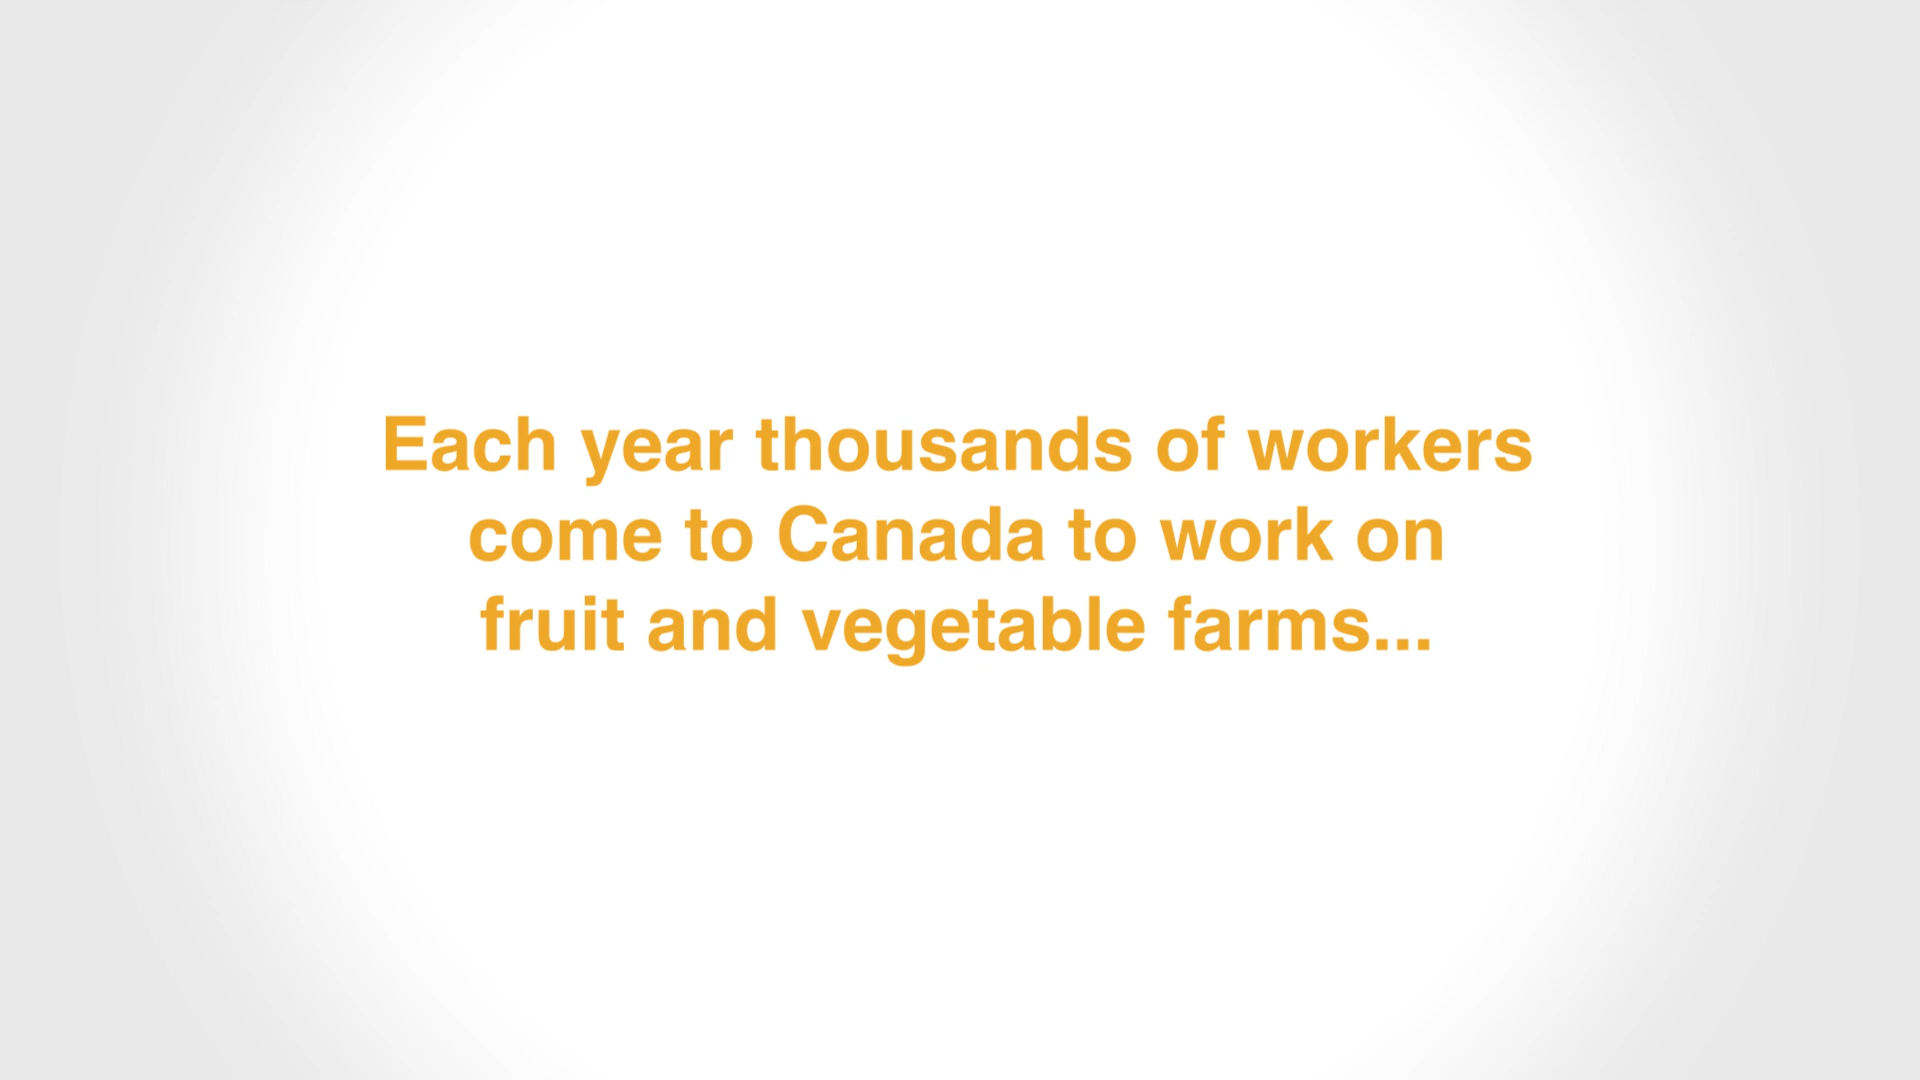 Each year thousands of workers
come to Canada to work on
fruit and vegetable farms...